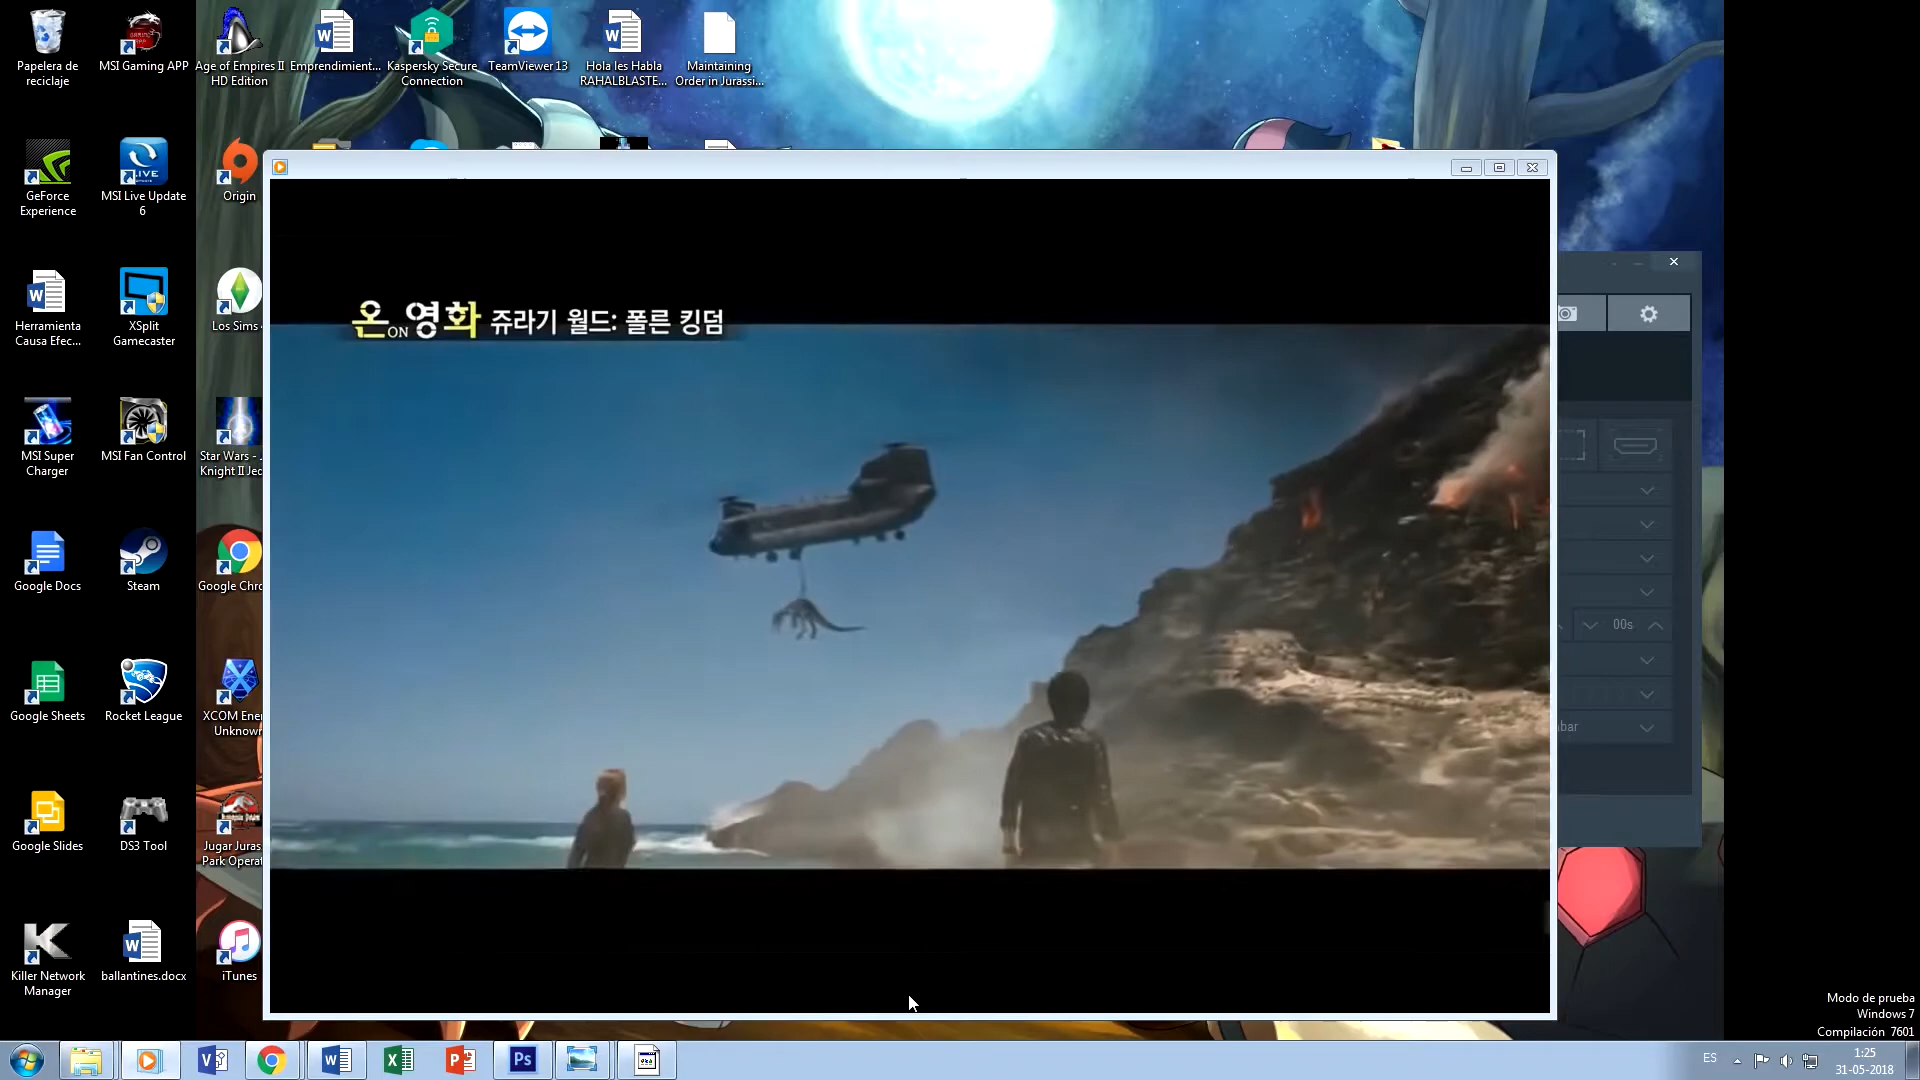 Papelera de
reciclaje
MSI Gaming APP
Age of Empires II
HD Edition
Emprendimient...
Kaspersky Secure
Connection
TeamViewer 13
Hola les Habla
RAHALBLASTE...
Maintaining
Order in Jurassi...
GeForce
Experience
MSI Live Update
6
LIVE
Origin
온ON영화 쥬라기 월드: 폴른 킹덤
Herramienta
Causa Efec...
XSplit
Gamecaster
Los Sims
MSI Super
Charger
MSI Fan Control
Star Wars -
Knight II Jec
Google Docs
Steam
Google Chro
00s
Google Sheets
Rocket League
XCOM Ene
Unknow
bar
Google Slides
DS3 Tool
Jugar Juras
Park Operat
Killer Network
Manager
ballantines.docx
iTunes
Modo de prueba
Windows 7
Compilación 7601
Ps
ES
1:25
31-05-2018